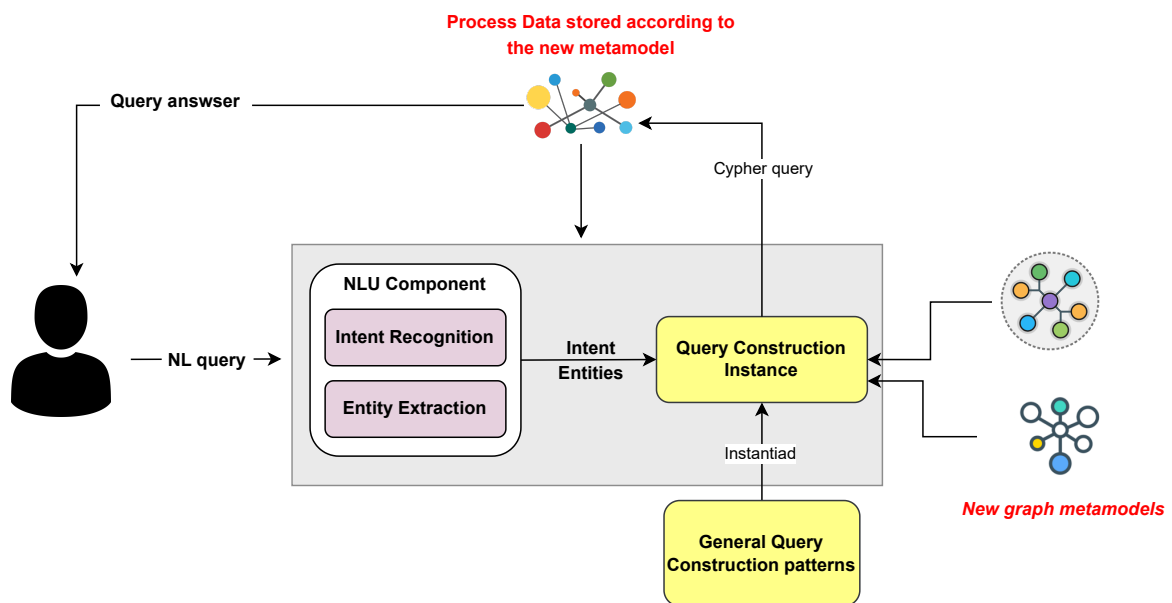 Process Data stored according to
the new metamodel
Query answser
Cypher query
NLU Component
Intent Recognition
Entity Extraction
NL query
Intent
Entities
Query Construction
Instance
Instantiad
General Query
Construction patterns
New graph metamodels